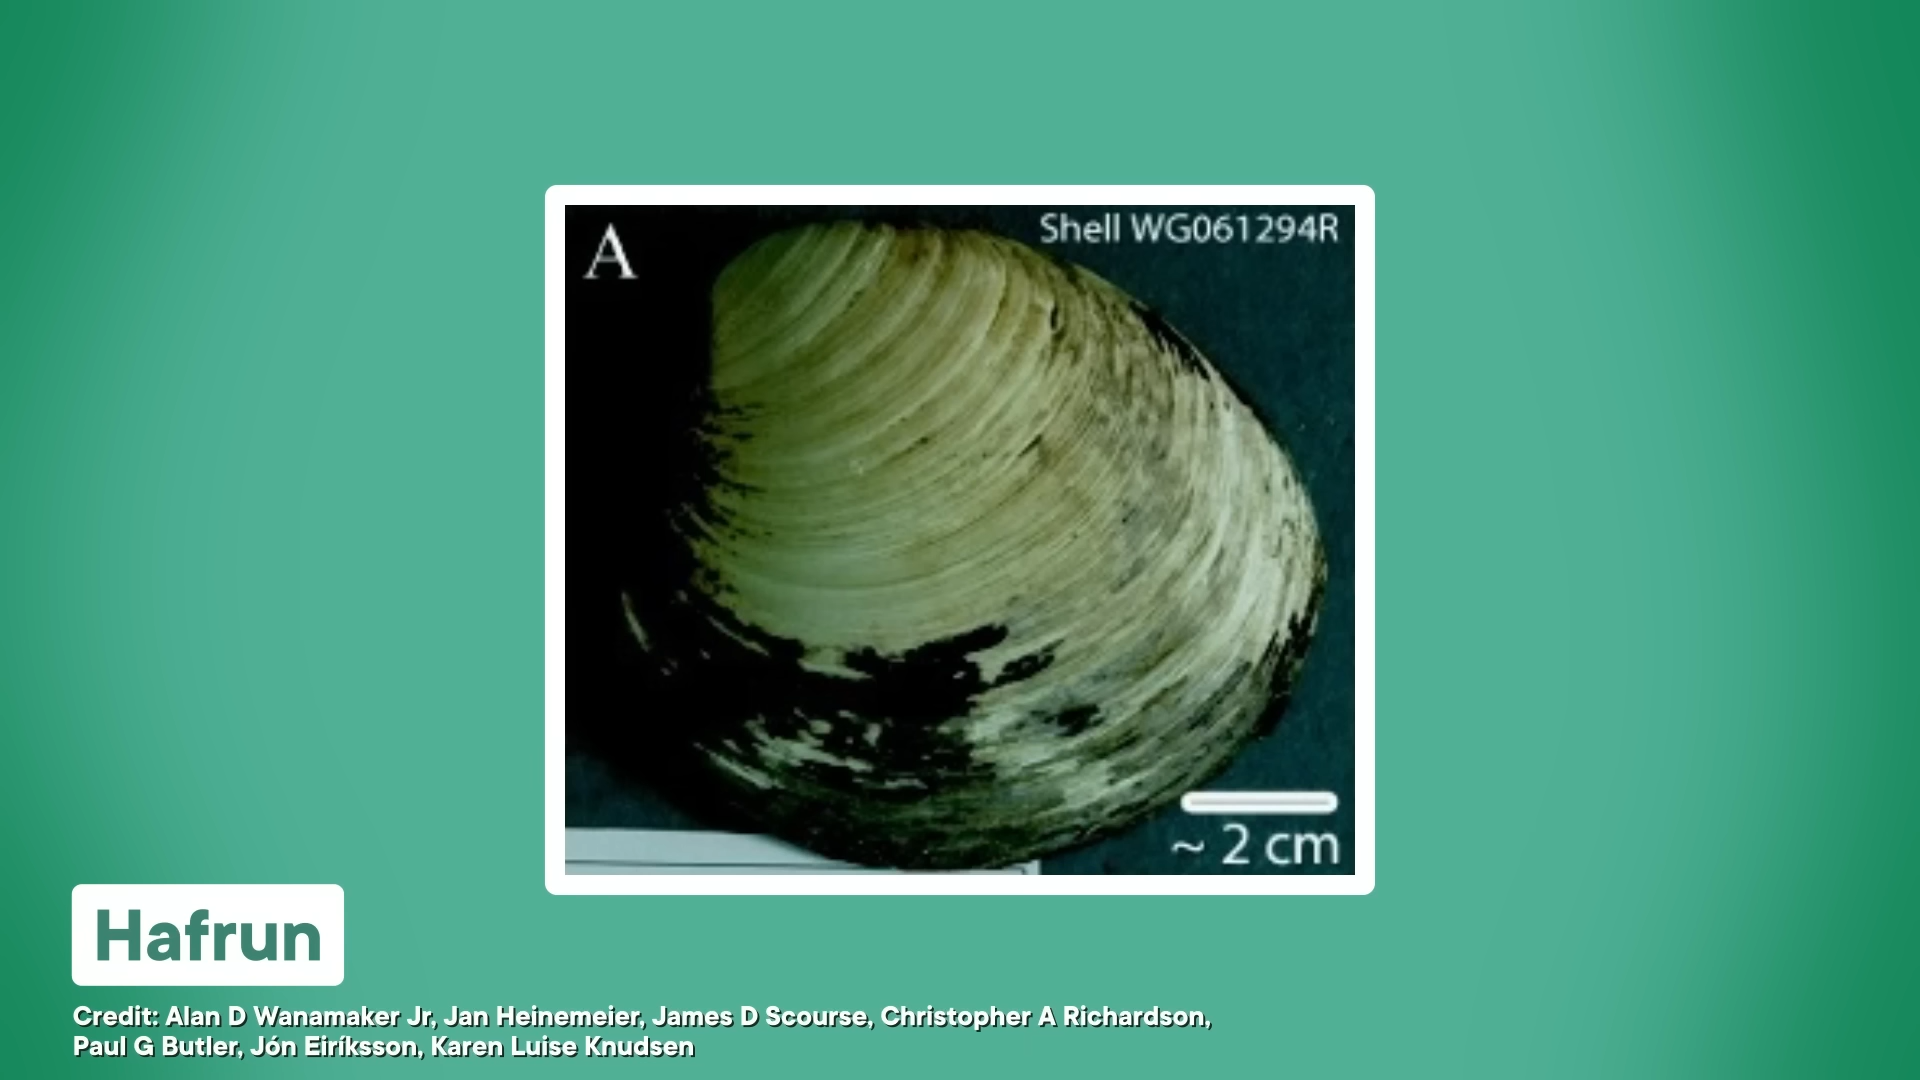 A
Shell WG061294R
~ 2 cm
Hafrun
Credit: Alan D Wanamaker Jr, Jan Heinemeier, James D Scourse, Christopher A Richardson,
Paul G Butler, Jón Eiríksson, Karen Luise Knudsen